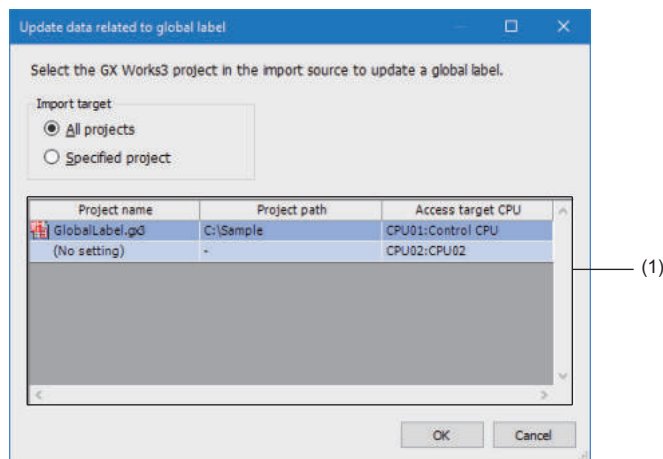 Update data related to global label
Select the GX Works3 project in the import source to update a global label.
Import target
All projects
Specified project
Project name Project path Access target CPU
GlobalLabel.gx3 C:\Sample CPU01:Control CPU
(No setting) - CPU02:CPU02
(1)
OK Cancel